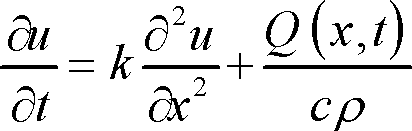 ∂u/∂t = k ∂²u/∂x² + Q(x,t)/cρ